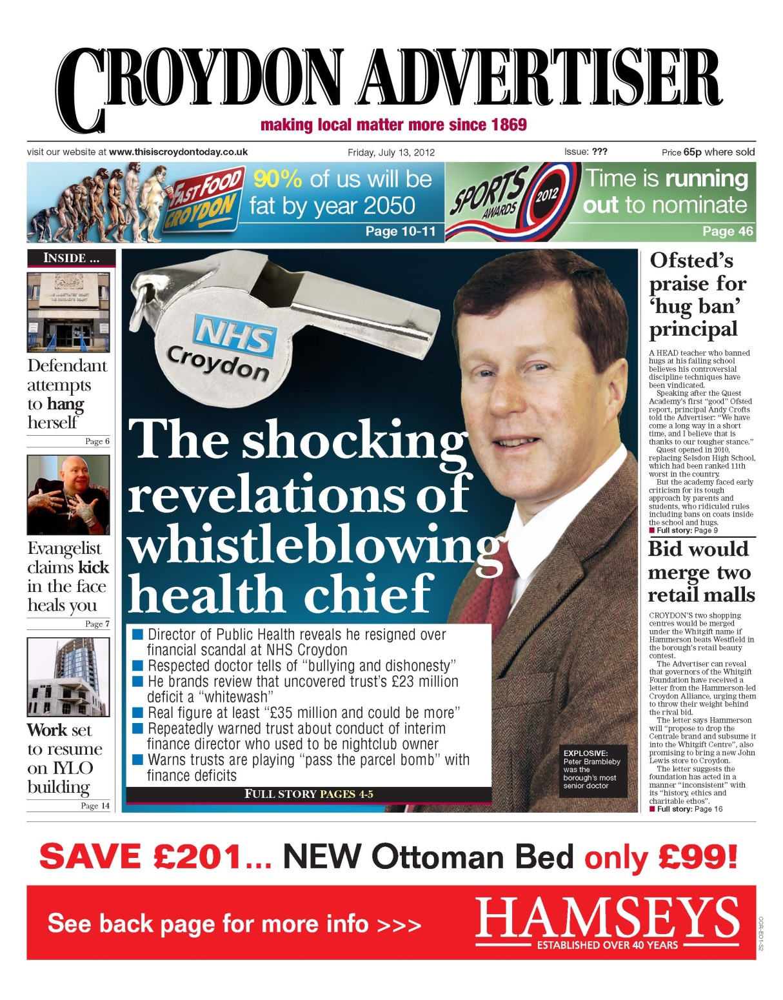 CROYDON ADVERTISER
making local matter more since 1869
visit our website at www.thisiscroydontoday.co.uk
Friday, July 13, 2012
Issue: ???
Price 65p where sold
FAST FOOD
CROYDON
90% of us will be
fat by year 2050
Page 10-11
SPORTS
AWARDS
2012
Time is running
out to nominate
Page 46
INSIDE ...
THE MAGISTRATES' COURT
THE CORONER'S COURT
Defendant
attempts
to hang
herself
Page 6
Evangelist
claims kick
in the face
heals you
Page 7
Work set
to resume
on IYLO
building
Page 14
NHS
Croydon
The shocking
revelations of
whistleblowing
health chief
■ Director of Public Health reveals he resigned over
financial scandal at NHS Croydon
■ Respected doctor tells of “bullying and dishonesty”
■ He brands review that uncovered trust’s £23 million
deficit a “whitewash”
■ Real figure at least “£35 million and could be more”
■ Repeatedly warned trust about conduct of interim
finance director who used to be nightclub owner
■ Warns trusts are playing “pass the parcel bomb” with
finance deficits
FULL STORY PAGES 4-5
EXPLOSIVE:
Peter Brambleby
was the
borough’s most
senior doctor
Ofsted’s
praise for
‘hug ban’
principal
A HEAD teacher who banned
hugs at his failing school
believes his controversial
discipline techniques have
been vindicated.
Speaking after the Quest
Academy’s first “good” Ofsted
report, principal Andy Crofts
told the Advertiser: “We have
come a long way in a short
time, and I believe that is
thanks to our tougher stance.”
Quest opened in 2010,
replacing Selsdon High School,
which had been ranked 11th
worst in the country.
But the academy faced early
criticism for its tough
approach by parents and
students, who ridiculed rules
including bans on coats inside
the school and hugs.
■ Full story: Page 9
Bid would
merge two
retail malls
CROYDON’S two shopping
centres would be merged
under the Whitgift name if
Hammerson beats Westfield in
the borough’s retail beauty
contest.
The Advertiser can reveal
that governors of the Whitgift
Foundation have received a
letter from the Hammerson-led
Croydon Alliance, urging them
to throw their weight behind
the rival bid.
The letter says Hammerson
will “propose to drop the
Centrale brand and subsume it
into the Whitgift Centre”, also
promising to bring a new John
Lewis store to Croydon.
The letter suggests the
foundation has acted in a
manner “inconsistent” with
its “history, ethics and
charitable ethos”.
■ Full story: Page 16
SAVE £201... NEW Ottoman Bed only £99!
See back page for more info >>>
HAMSEYS
ESTABLISHED OVER 40 YEARS
CCR-E01-S2